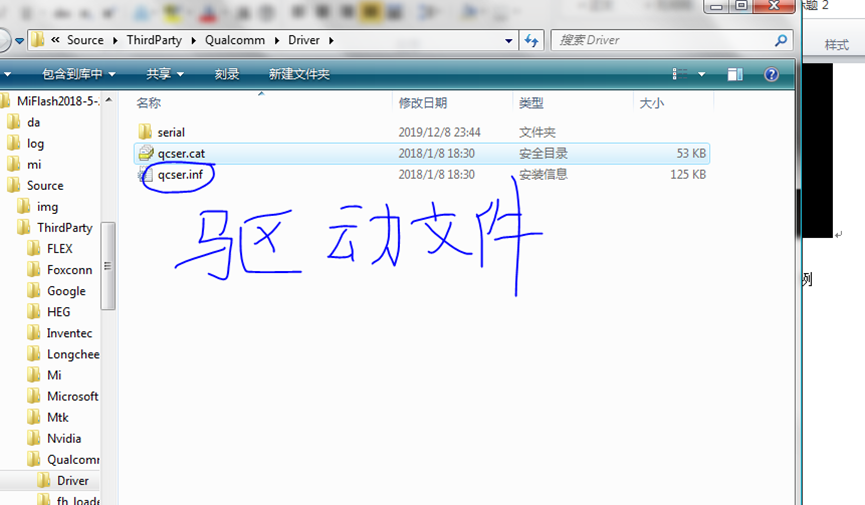 标题 2
« Source ▸ ThirdParty ▸ Qualcomm ▸ Driver ▸
搜索 Driver
样式
包含到库中 共享 刻录 新建文件夹
名称 修改日期 类型 大小
serial 2019/12/8 23:44 文件夹
qcser.cat 2018/1/8 18:30 安全目录 53 KB
qcser.inf 2018/1/8 18:30 安装信息 125 KB
驱动文件
MiFlash2018-5-
da
log
mi
Source
img
ThirdParty
FLEX
Foxconn
Google
HEG
Inventec
Longchee
Mi
Microsoft
Mtk
Nvidia
Qualcomm
Driver
fh_loade
例